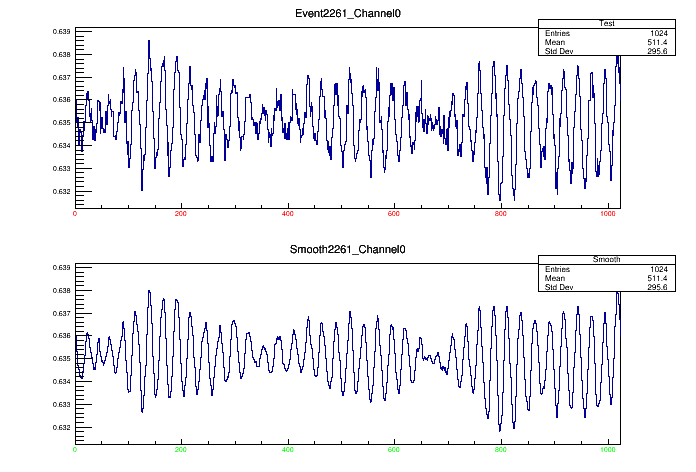 Event2261_Channel0
Test
Entries 1024
Mean 511.4
Std Dev 295.6
0.639
0.638
0.637
0.636
0.635
0.634
0.633
0.632
0 200 400 600 800 1000
Smooth2261_Channel0
Smooth
Entries 1024
Mean 511.4
Std Dev 295.6
0.639
0.638
0.637
0.636
0.635
0.634
0.633
0.632
0 200 400 600 800 1000